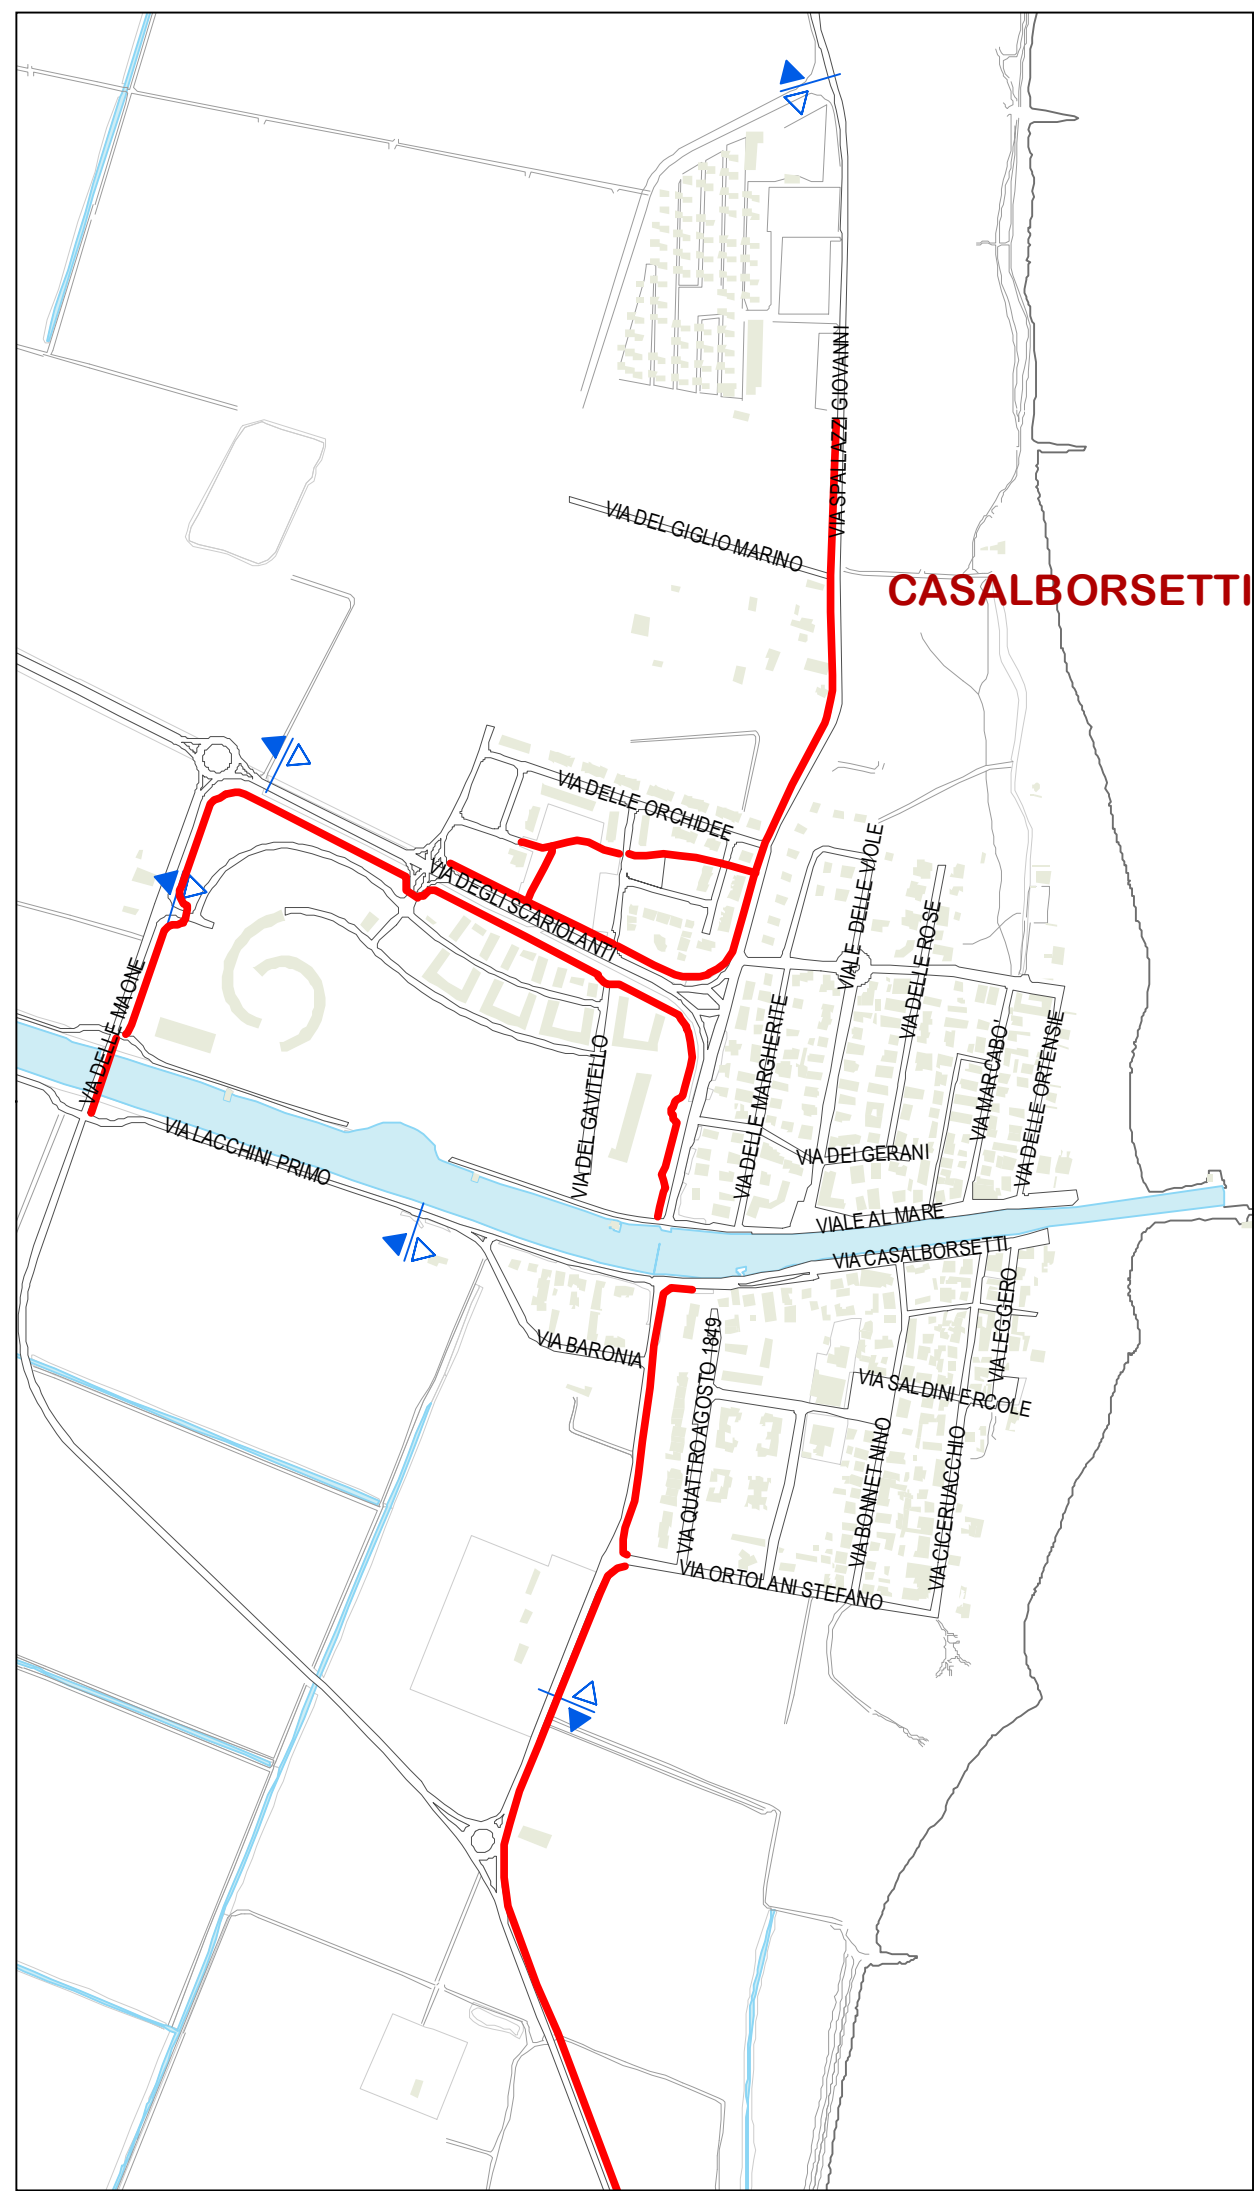 VIA SPALLAZZI GIOVANNI
VIA DEL GIGLIO MARINO
CASALBORSETTI
VIA DELLE ORCHIDEE
VIA DEGLI SCARIOLANTI
VIALE DELLE VIOLE
VIA DELLE ROSE
VIA DELLE MAONE
VIA DELLE MARGHERITE
VIA MARCABO'
VIA DELLE ORTENSIE
VIA DEL GAVITELLO
VIA LACCHINI PRIMO
VIA DEI GERANI
VIALE AL MARE
VIA CASALBORSETTI
VIA LEGGERO
VIA BARONIA
VIA QUATTRO AGOSTO 1849
VIA SALDINI ERCOLE
VIA BONNET NINO
VIA CICERUACCHIO
VIA ORTOLANI STEFANO